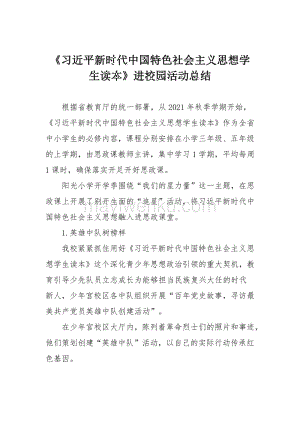 《习近平新时代中国特色社会主义思想学
生读本》进校园活动总结
根据省教育厅的统一部署，从 2021 年秋季学期开始，
《习近平新时代中国特色社会主义思想学生读本》作为全省
中小学生的必修内容，课程分别安排在小学三年级、五年级
的上学期，由思政课教师主讲，集中学习 1 学期，平均每周
1 课时，确保落实开足开好思政课。
阳光小学开学季围绕“我们的星力量”这一主题，在思
政课上开展了别开生面的“追星”活动，将习近平新时代中
国特色社会主义思想融入进思政课堂。
1.英雄中队树榜样
我校紧紧抓住用好《习近平新时代中国特色社会主义思
想学生读本》这个深化青少年思想政治引领的重大契机，教
育引导少先队员立志成长为能担当民族复兴大任的时代
新人，少年宫校区各中队组织开展“百年党史故事，寻访最
美共产党员英雄中队创建活动”。
在少年宫校区大厅内，陈列着革命烈士们的照片和事迹，
他们策划创建“英雄中队”活动，以自己的实际行动传承红
色基因。